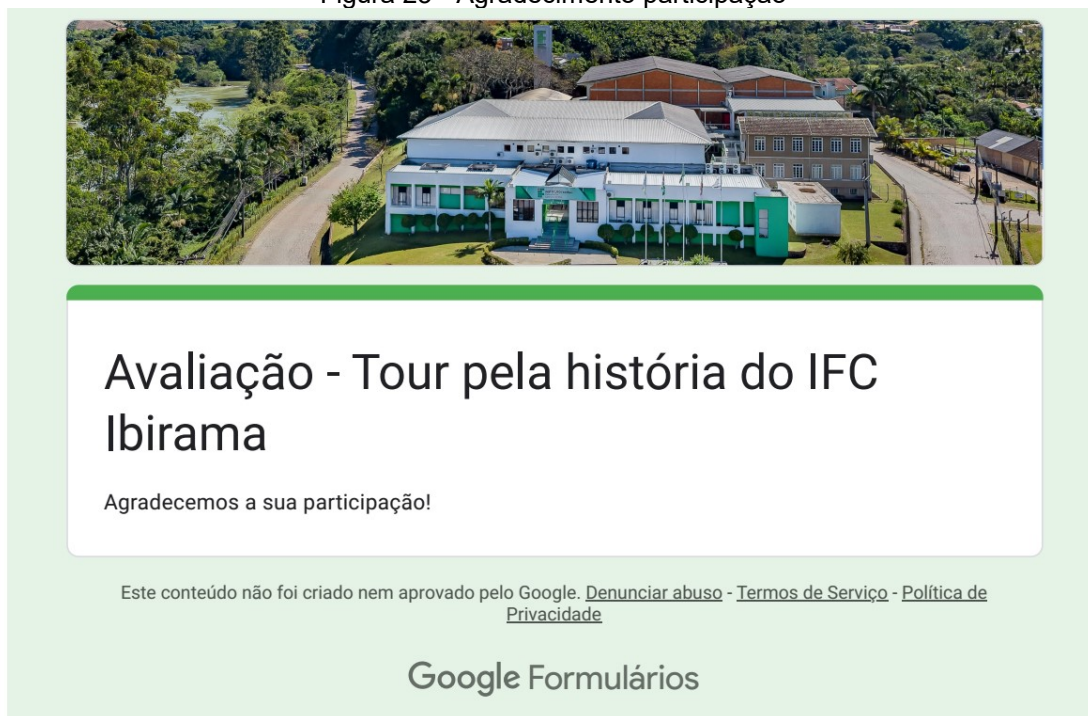 Avaliação - Tour pela história do IFC
Ibirama
Agradecemos a sua participação!
Este conteúdo não foi criado nem aprovado pelo Google. Denunciar abuso - Termos de Serviço - Política de
Privacidade
Google Formulários